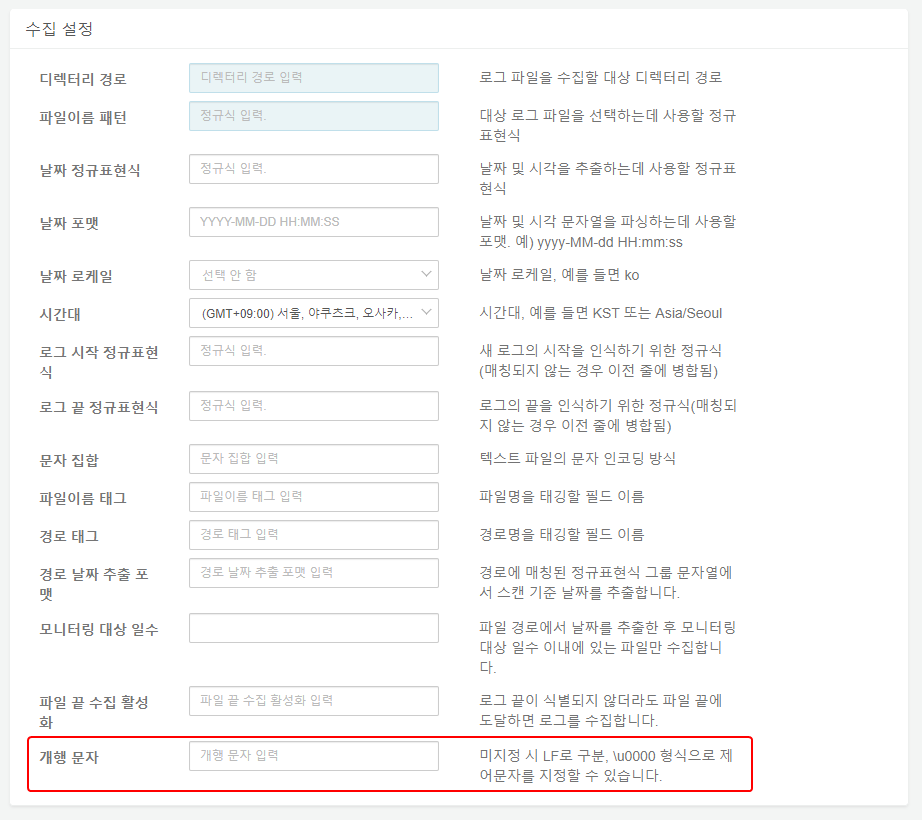 수집 설정
디렉터리 경로
디렉터리 경로 입력
로그 파일을 수집할 대상 디렉터리 경로
파일이름 패턴
정규식 입력.
대상 로그 파일을 선택하는데 사용할 정규
표현식
날짜 정규표현식
정규식 입력.
날짜 및 시각을 추출하는데 사용할 정규표
현식
날짜 포맷
YYYY-MM-DD HH:MM:SS
날짜 및 시각 문자열을 파싱하는데 사용할
포맷. 예) yyyy-MM-dd HH:mm:ss
날짜 로케일
선택 안 함
날짜 로케일, 예를 들면 ko
시간대
(GMT+09:00) 서울, 야쿠츠크, 오사카,...
시간대, 예를 들면 KST 또는 Asia/Seoul
로그 시작 정규표현
식
정규식 입력.
새 로그의 시작을 인식하기 위한 정규식
(매칭되지 않는 경우 이전 줄에 병합됨)
로그 끝 정규표현식
정규식 입력.
로그의 끝을 인식하기 위한 정규식(매칭되
지 않는 경우 이전 줄에 병합됨)
문자 집합
문자 집합 입력
텍스트 파일의 문자 인코딩 방식
파일이름 태그
파일이름 태그 입력
파일명을 태깅할 필드 이름
경로 태그
경로 태그 입력
경로명을 태깅할 필드 이름
경로 날짜 추출 포
맷
경로 날짜 추출 포맷 입력
경로에 매칭된 정규표현식 그룹 문자열에
서 스캔 기준 날짜를 추출합니다.
모니터링 대상 일수
파일 경로에서 날짜를 추출한 후 모니터링
대상 일수 이내에 있는 파일만 수집합니
다.
파일 끝 수집 활성
화
파일 끝 수집 활성화 입력
로그 끝이 식별되지 않더라도 파일 끝에
도달하면 로그를 수집합니다.
개행 문자
개행 문자 입력
미지정 시 LF로 구분, \u0000 형식으로 제
어문자를 지정할 수 있습니다.